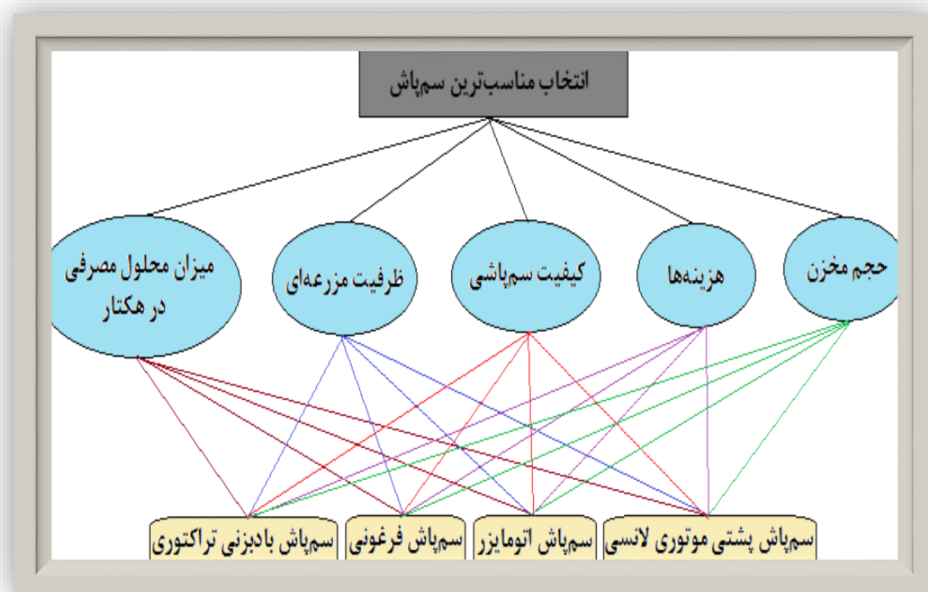 انتخاب مناسب‌ترین سم‌پاش
حجم مخزن
هزینه‌ها
کیفیت سم‌پاشی
ظرفیت مزرعه‌ای
میزان محلول مصرفی
در هکتار
سم‌پاش پشتی موتوری لانسی
سم‌پاش اتومایزر
سم‌پاش فرغونی
سم‌پاش بادبزنی تراکتوری